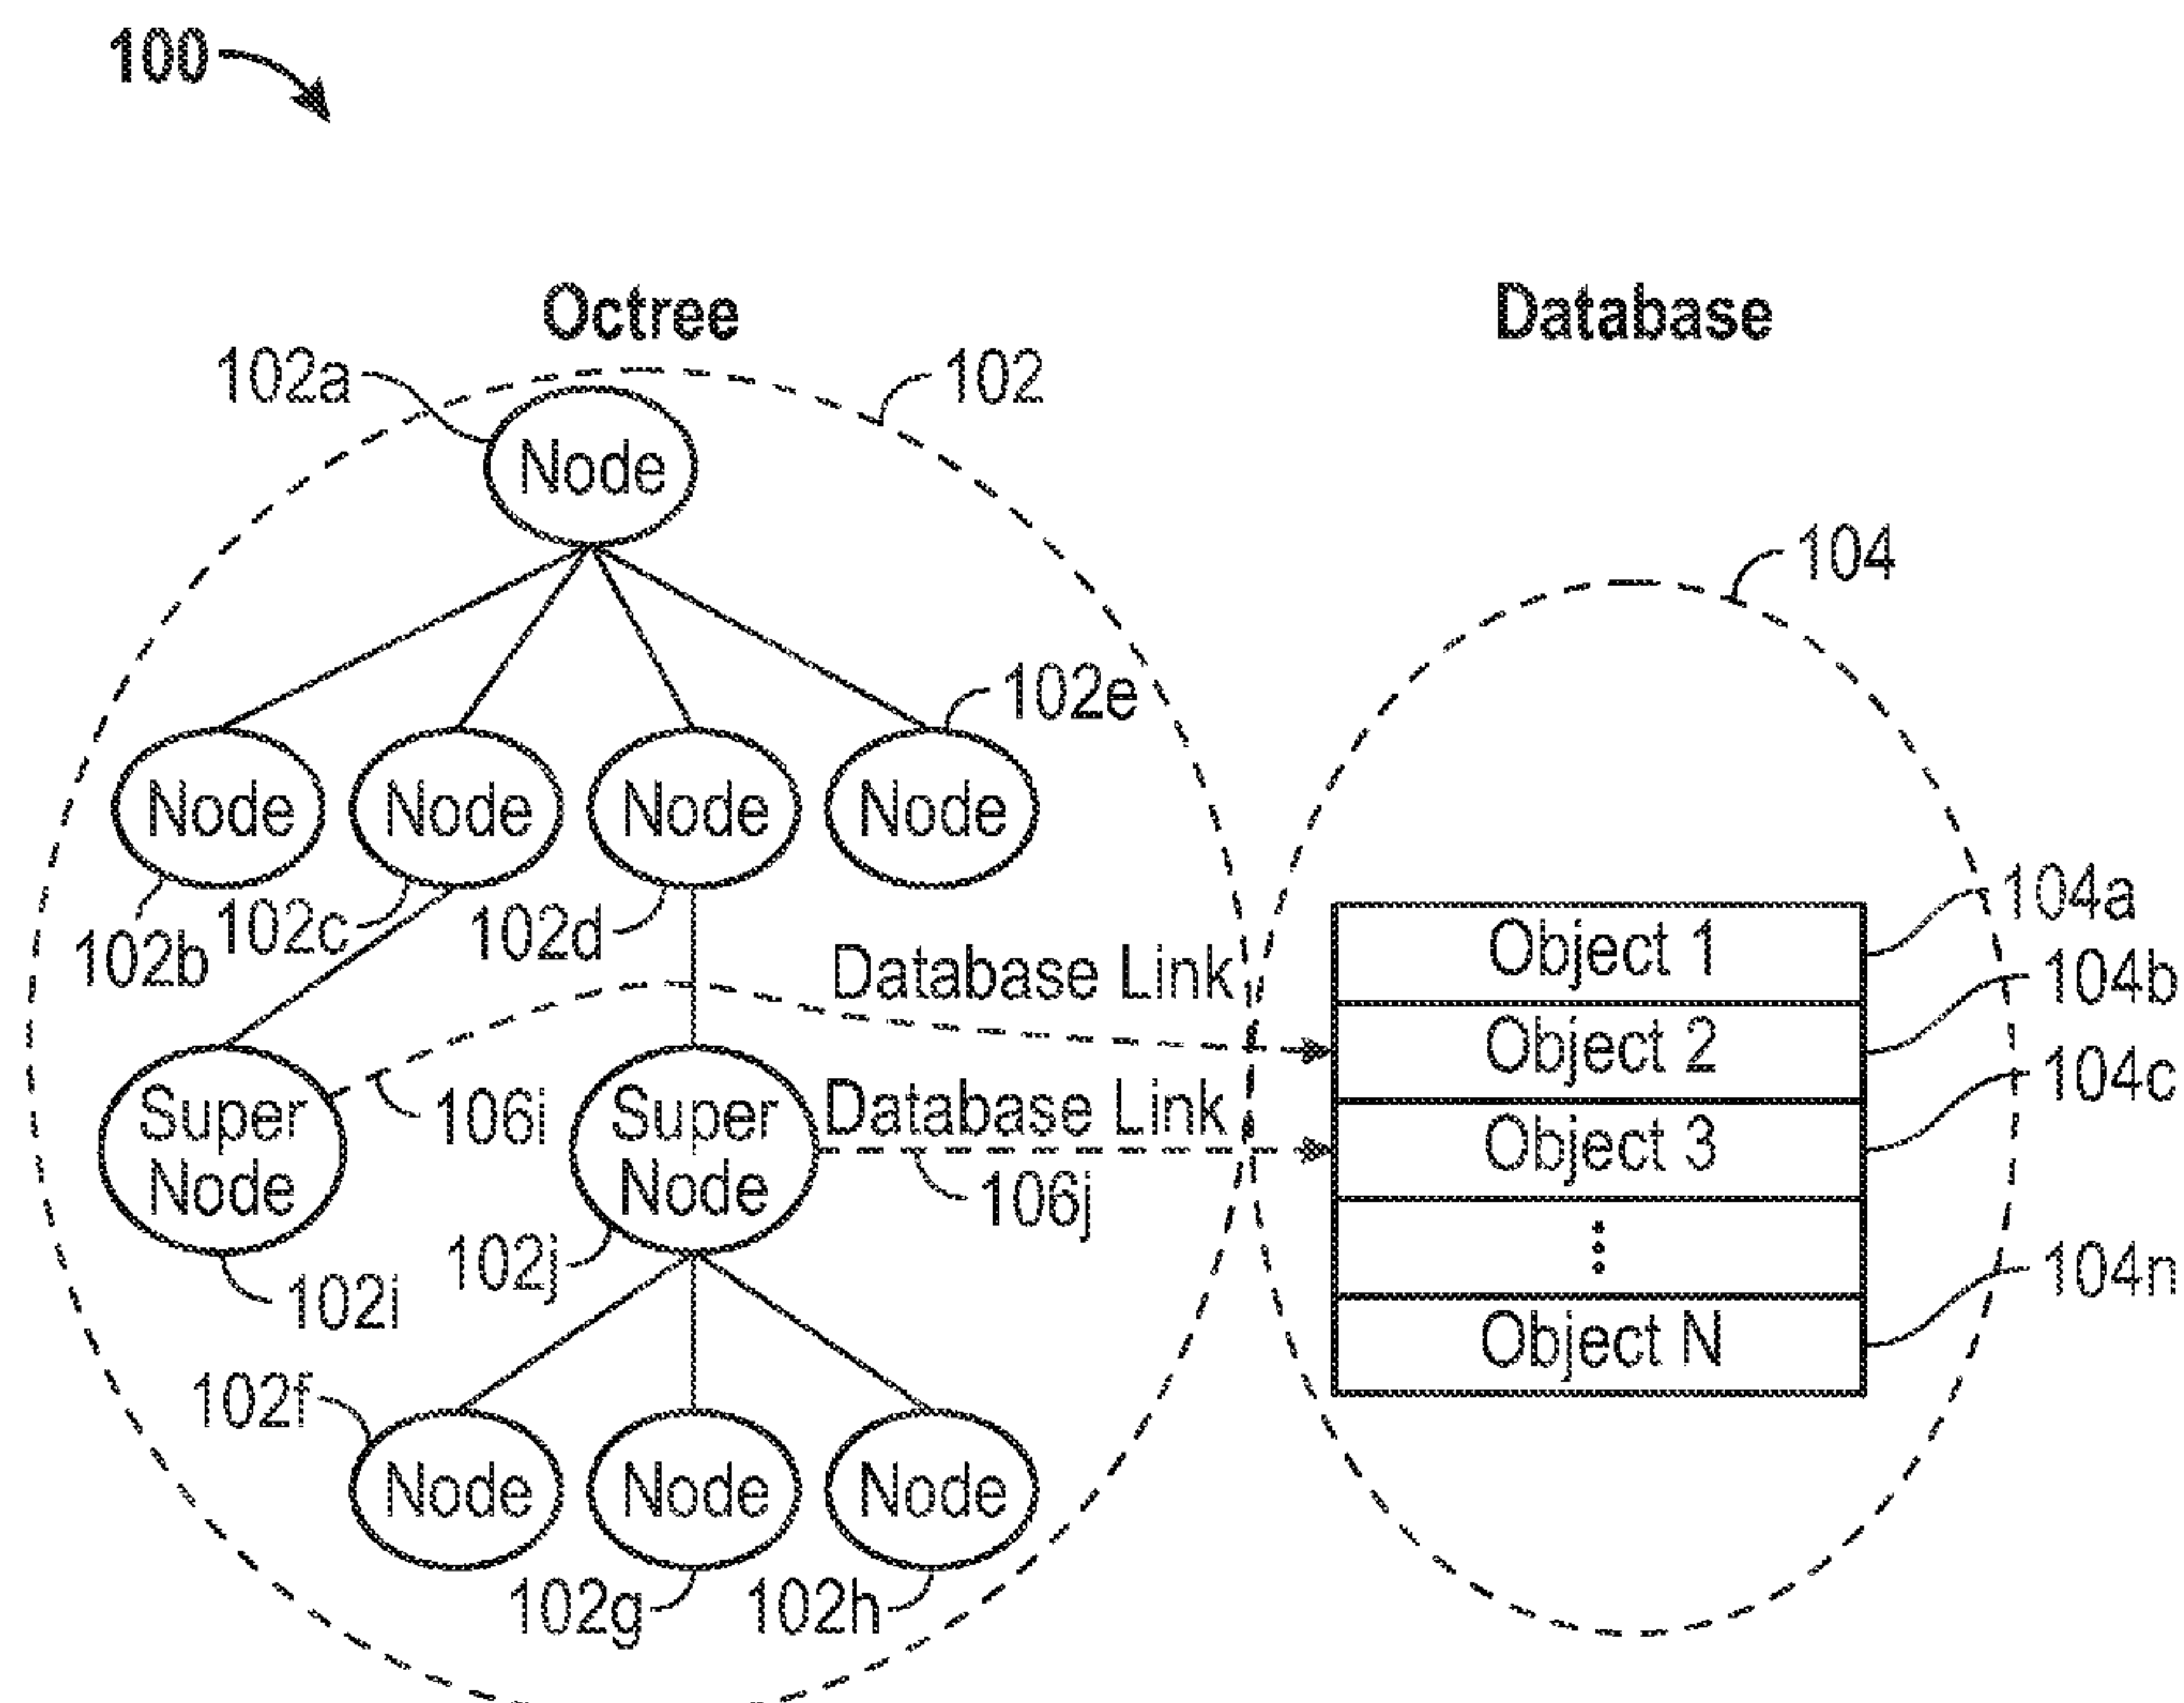 100
Octree
Database
102a
102
Node
104
102e
Node
Node
Node
Node
102b
102c
102d
104a
Object 1
Database Link
104b
Object 2
104c
Super
Node
106i
Super
Node
Database Link
Object 3
106j
102j
102i
104n
Object N
102f
Node
Node
Node
102g
102h